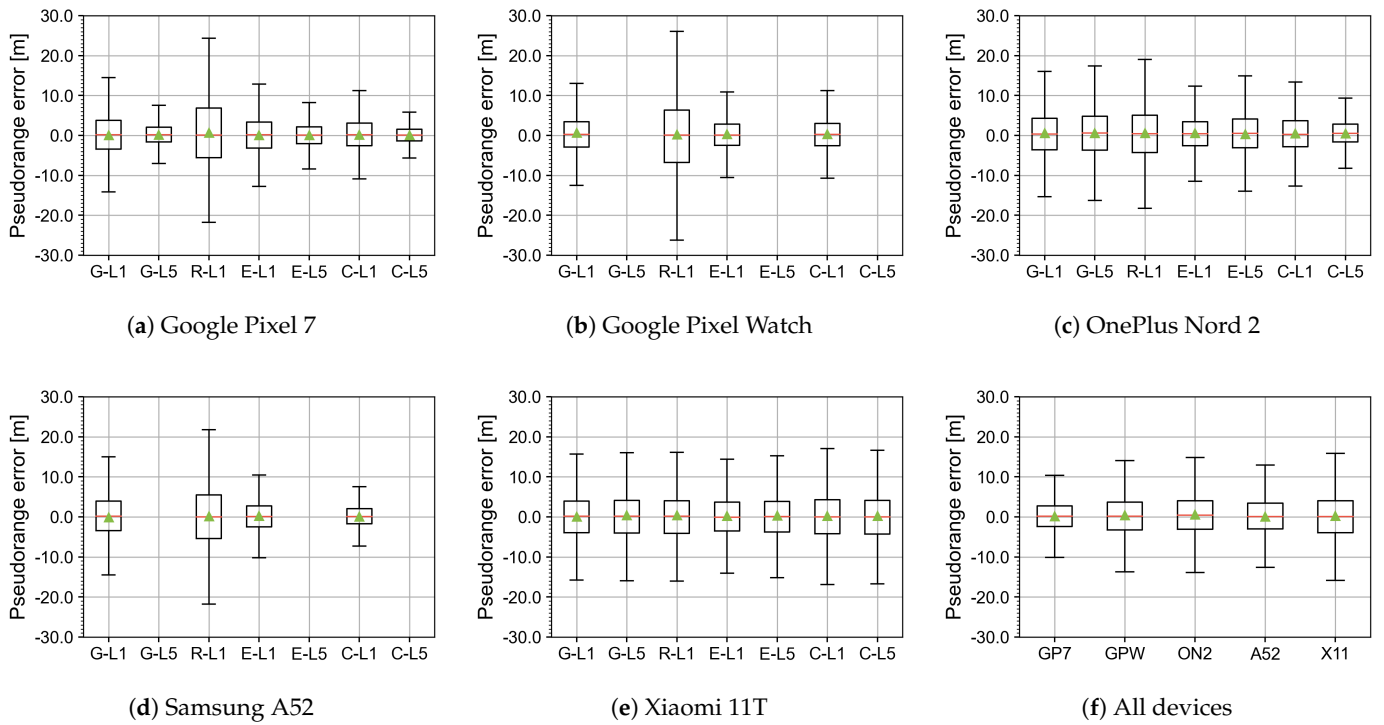 30.0
20.0
10.0
0.0
-10.0
-20.0
-30.0
Pseudorange error [m]
G-L1 G-L5 R-L1 E-L1 E-L5 C-L1 C-L5
(a) Google Pixel 7
30.0
20.0
10.0
0.0
-10.0
-20.0
-30.0
Pseudorange error [m]
G-L1 G-L5 R-L1 E-L1 E-L5 C-L1 C-L5
(b) Google Pixel Watch
30.0
20.0
10.0
0.0
-10.0
-20.0
-30.0
Pseudorange error [m]
G-L1 G-L5 R-L1 E-L1 E-L5 C-L1 C-L5
(c) OnePlus Nord 2
30.0
20.0
10.0
0.0
-10.0
-20.0
-30.0
Pseudorange error [m]
G-L1 G-L5 R-L1 E-L1 E-L5 C-L1 C-L5
(d) Samsung A52
30.0
20.0
10.0
0.0
-10.0
-20.0
-30.0
Pseudorange error [m]
G-L1 G-L5 R-L1 E-L1 E-L5 C-L1 C-L5
(e) Xiaomi 11T
30.0
20.0
10.0
0.0
-10.0
-20.0
-30.0
Pseudorange error [m]
GP7 GPW ON2 A52 X11
(f) All devices